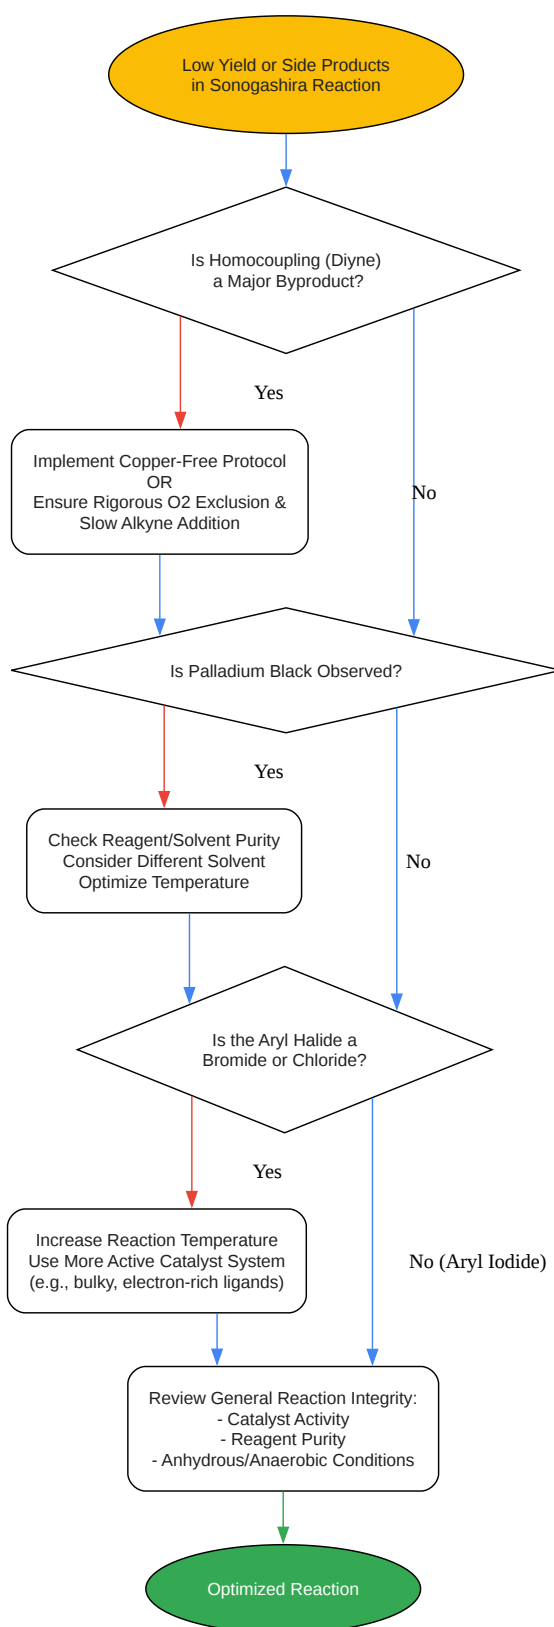 Low Yield or Side Products
in Sonogashira Reaction
Is Homocoupling (Diyne)
a Major Byproduct?
Yes
Implement Copper-Free Protocol
OR
Ensure Rigorous O2 Exclusion &
Slow Alkyne Addition
No
Is Palladium Black Observed?
Yes
Check Reagent/Solvent Purity
Consider Different Solvent
Optimize Temperature
No
Is the Aryl Halide a
Bromide or Chloride?
Yes
Increase Reaction Temperature
Use More Active Catalyst System
(e.g., bulky, electron-rich ligands)
No (Aryl Iodide)
Review General Reaction Integrity:
- Catalyst Activity
- Reagent Purity
- Anhydrous/Anaerobic Conditions
Optimized Reaction